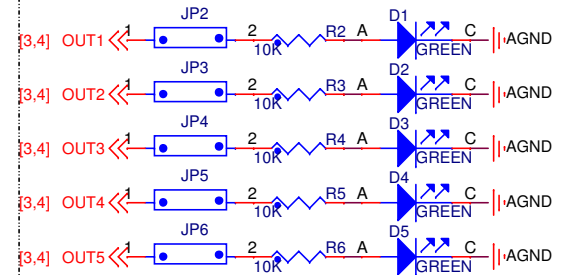 JP2 D1
[3,4] OUT1 1 2 R2 A C AGND
10K GREEN
JP3 D2
[3,4] OUT2 1 2 R3 A C AGND
10K GREEN
JP4 D3
[3,4] OUT3 1 2 R4 A C AGND
10K GREEN
JP5 D4
[3,4] OUT4 1 2 R5 A C AGND
10K GREEN
JP6 D5
[3,4] OUT5 1 2 R6 A C AGND
10K GREEN